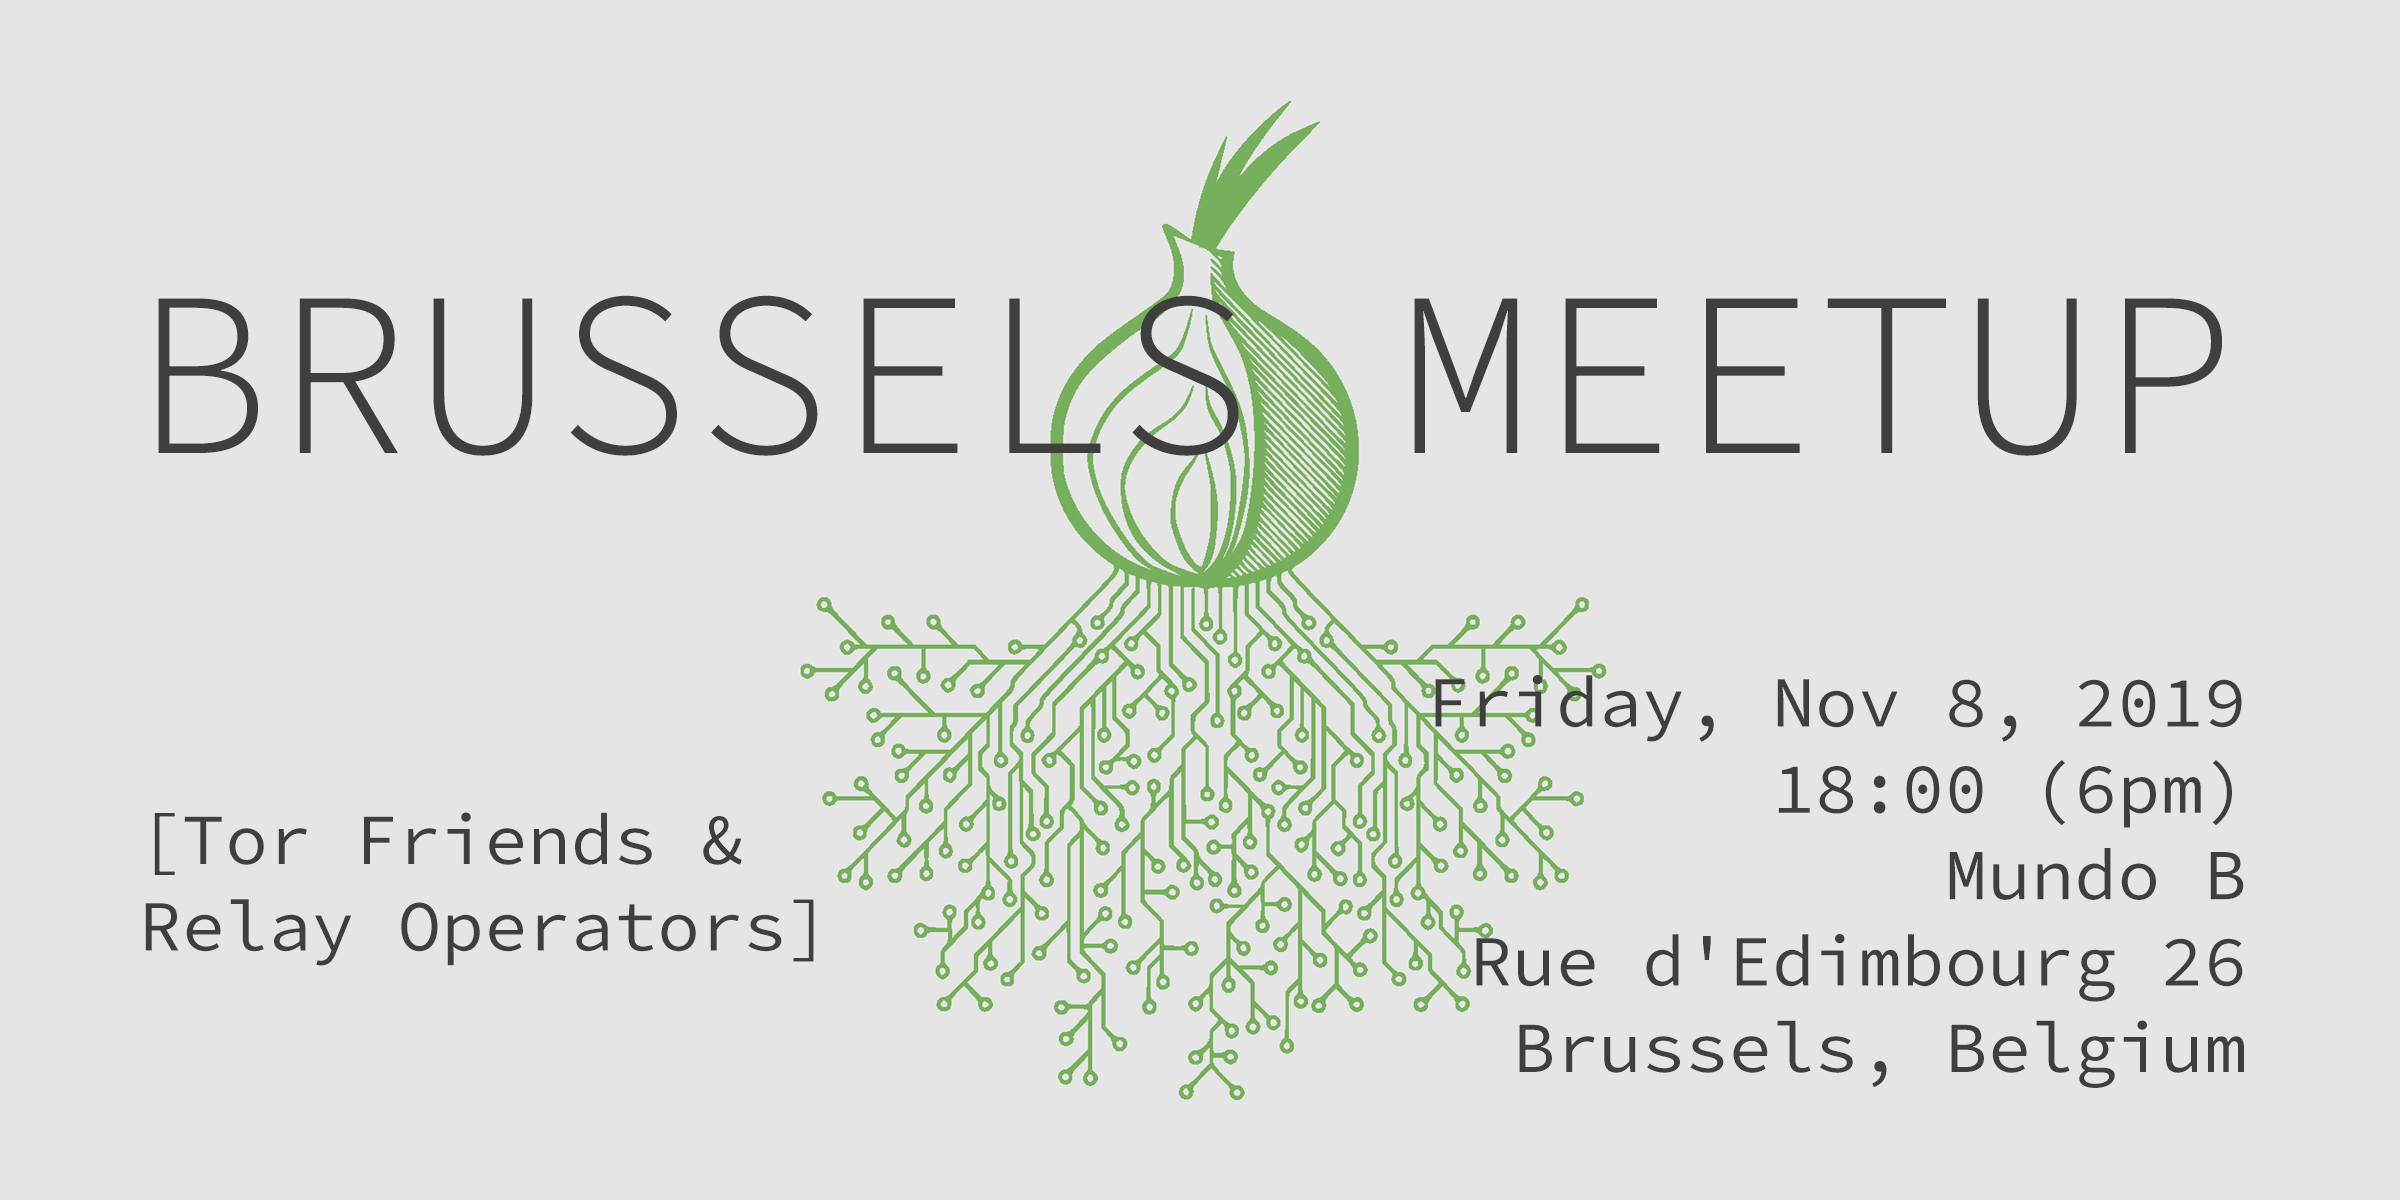 BRUSSELS MEETUP
[Tor Friends &
Relay Operators]
Friday, Nov 8, 2019
18:00 (6pm)
Mundo B
Rue d'Edimbourg 26
Brussels, Belgium